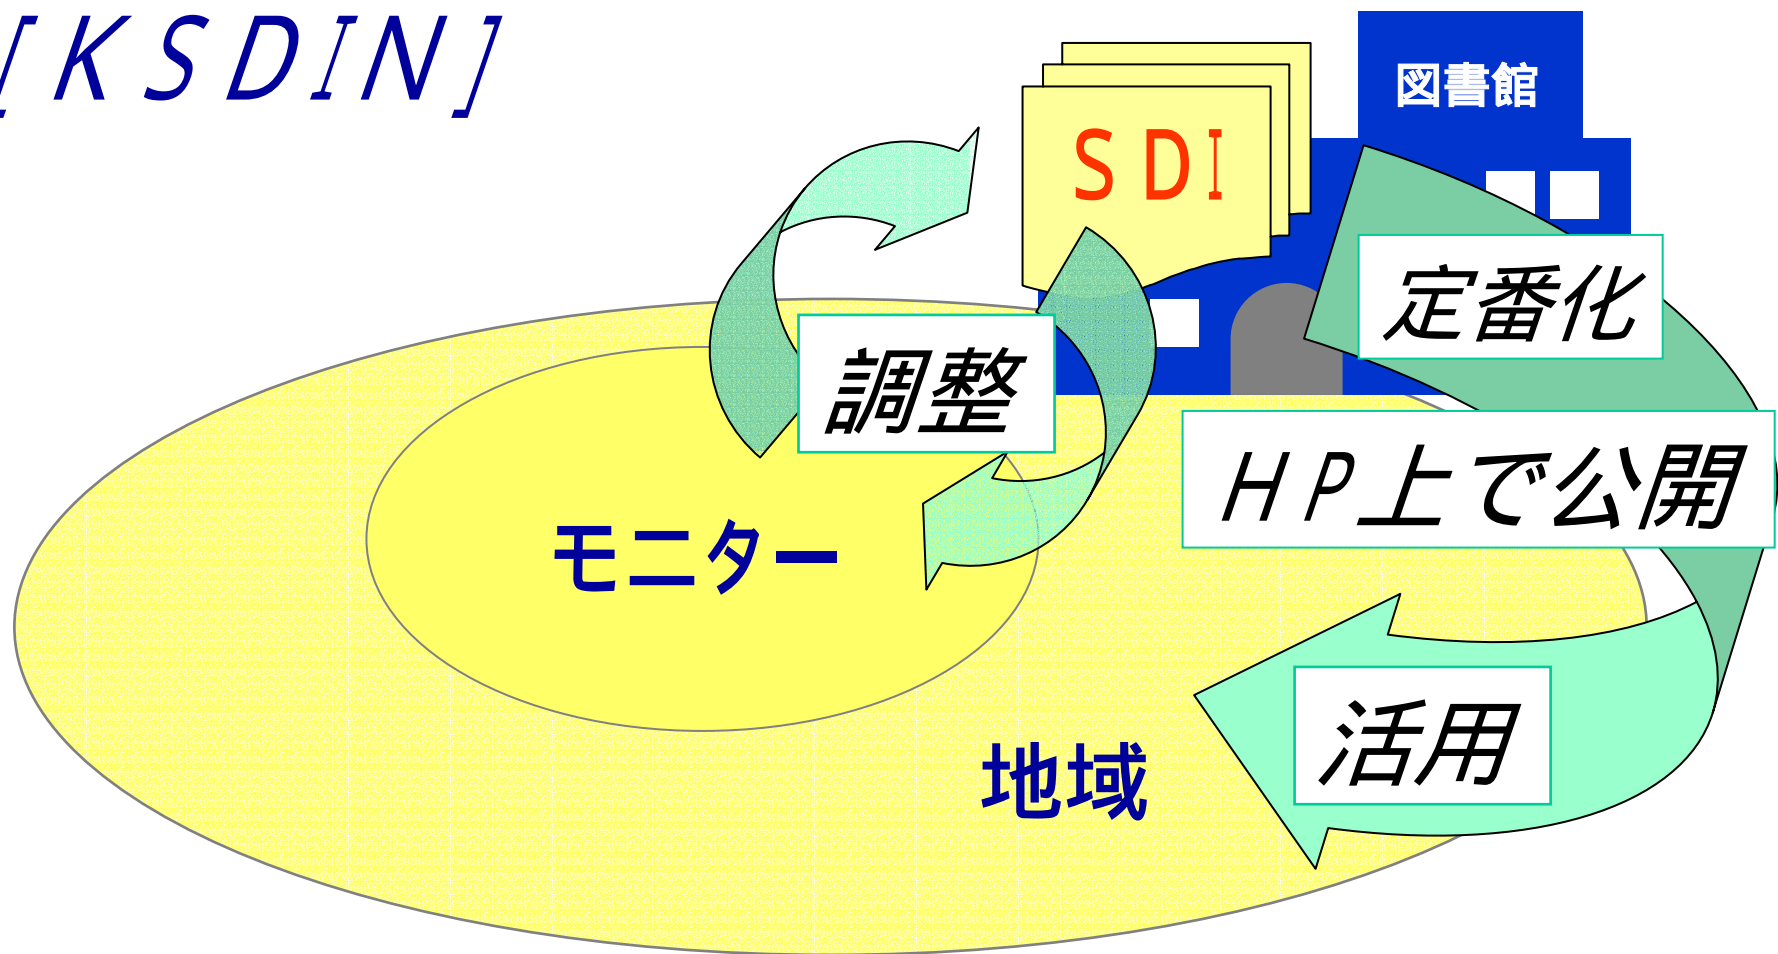 [ＫＳＤＩＮ]
図書館
ＳＤＩ
定番化
調整
ＨＰ上で公開
モニター
活用
地域